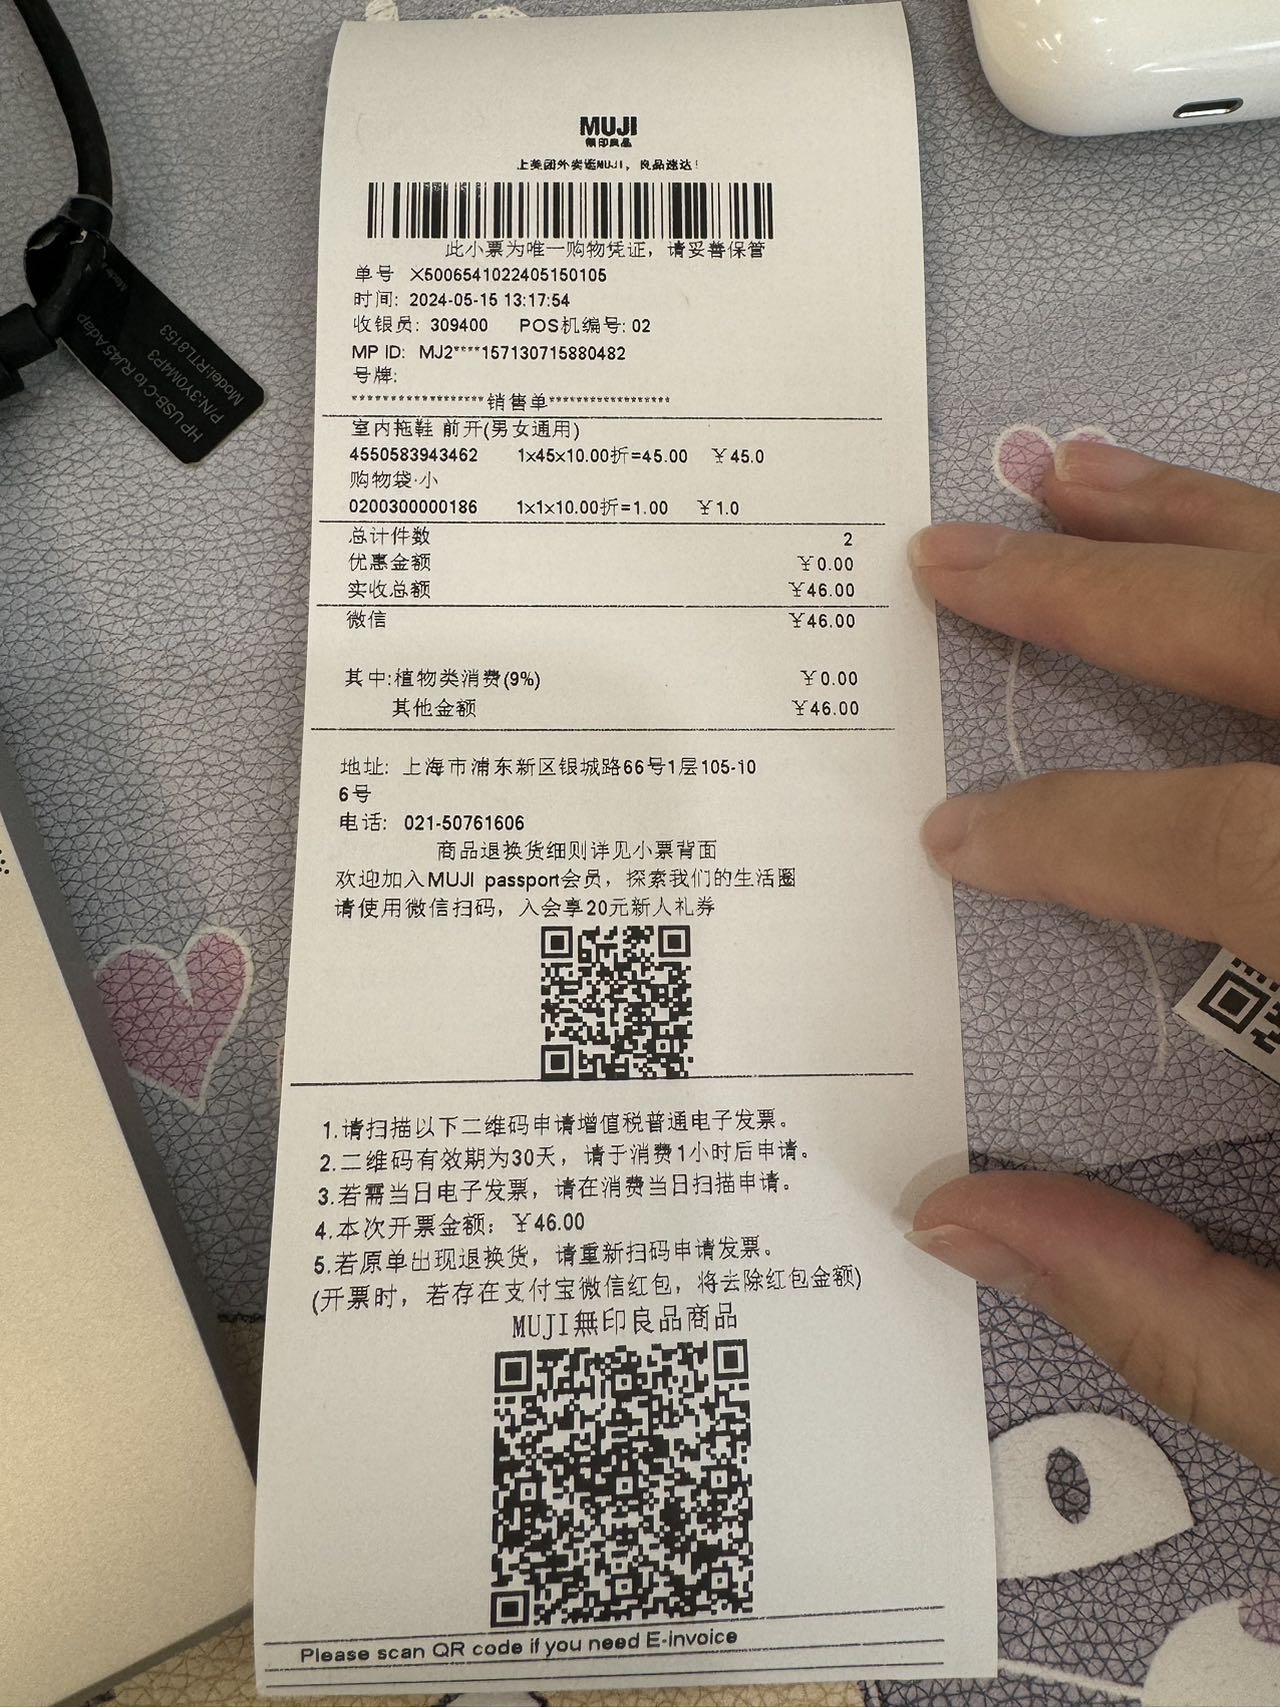 MUJI
無印良品
上美团外卖逛MUJI，良品速达！
此小票为唯一购物凭证，请妥善保管
单号 X5006541022405150105
时间: 2024-05-15 13:17:54
收银员: 309400 POS机编号: 02
MP ID: MJ2****157130715880482
号牌:
******************销售单******************
室内拖鞋 前开(男女通用)
4550583943462 1x45x10.00折=45.00 ￥45.0
购物袋·小
0200300000186 1x1x10.00折=1.00 ￥1.0
总计件数 2
优惠金额 ￥0.00
实收总额 ￥46.00
微信 ￥46.00
其中:植物类消费(9%) ￥0.00
其他金额 ￥46.00
地址: 上海市浦东新区银城路66号1层105-10
6号
电话: 021-50761606
商品退换货细则详见小票背面
欢迎加入MUJI passport会员，探索我们的生活圈
请使用微信扫码，入会享20元新人礼券
1.请扫描以下二维码申请增值税普通电子发票。
2.二维码有效期为30天，请于消费1小时后申请。
3.若需当日电子发票，请在消费当日扫描申请。
4.本次开票金额: ￥46.00
5.若原单出现退换货，请重新扫码申请发票。
(开票时，若存在支付宝微信红包，将去除红包金额)
MUJI無印良品商品
Please scan QR code if you need E-invoice
HP USB-C to RJ45 Adap
P/N:3Y0M4P3
Model:RTL8153